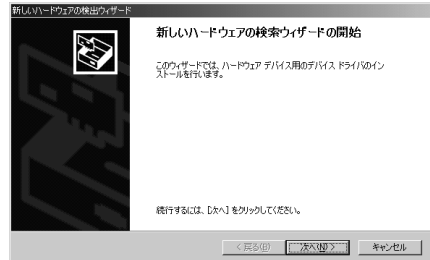 新しいハードウェアの検出ウィザード
新しいハードウェアの検索ウィザードの開始
このウィザードでは、ハードウェア デバイス用のデバイス ドライバのイン
ストールを行います。
続行するには、[次へ] をクリックしてください。
< 戻る(B)
次へ(N) >
キャンセル